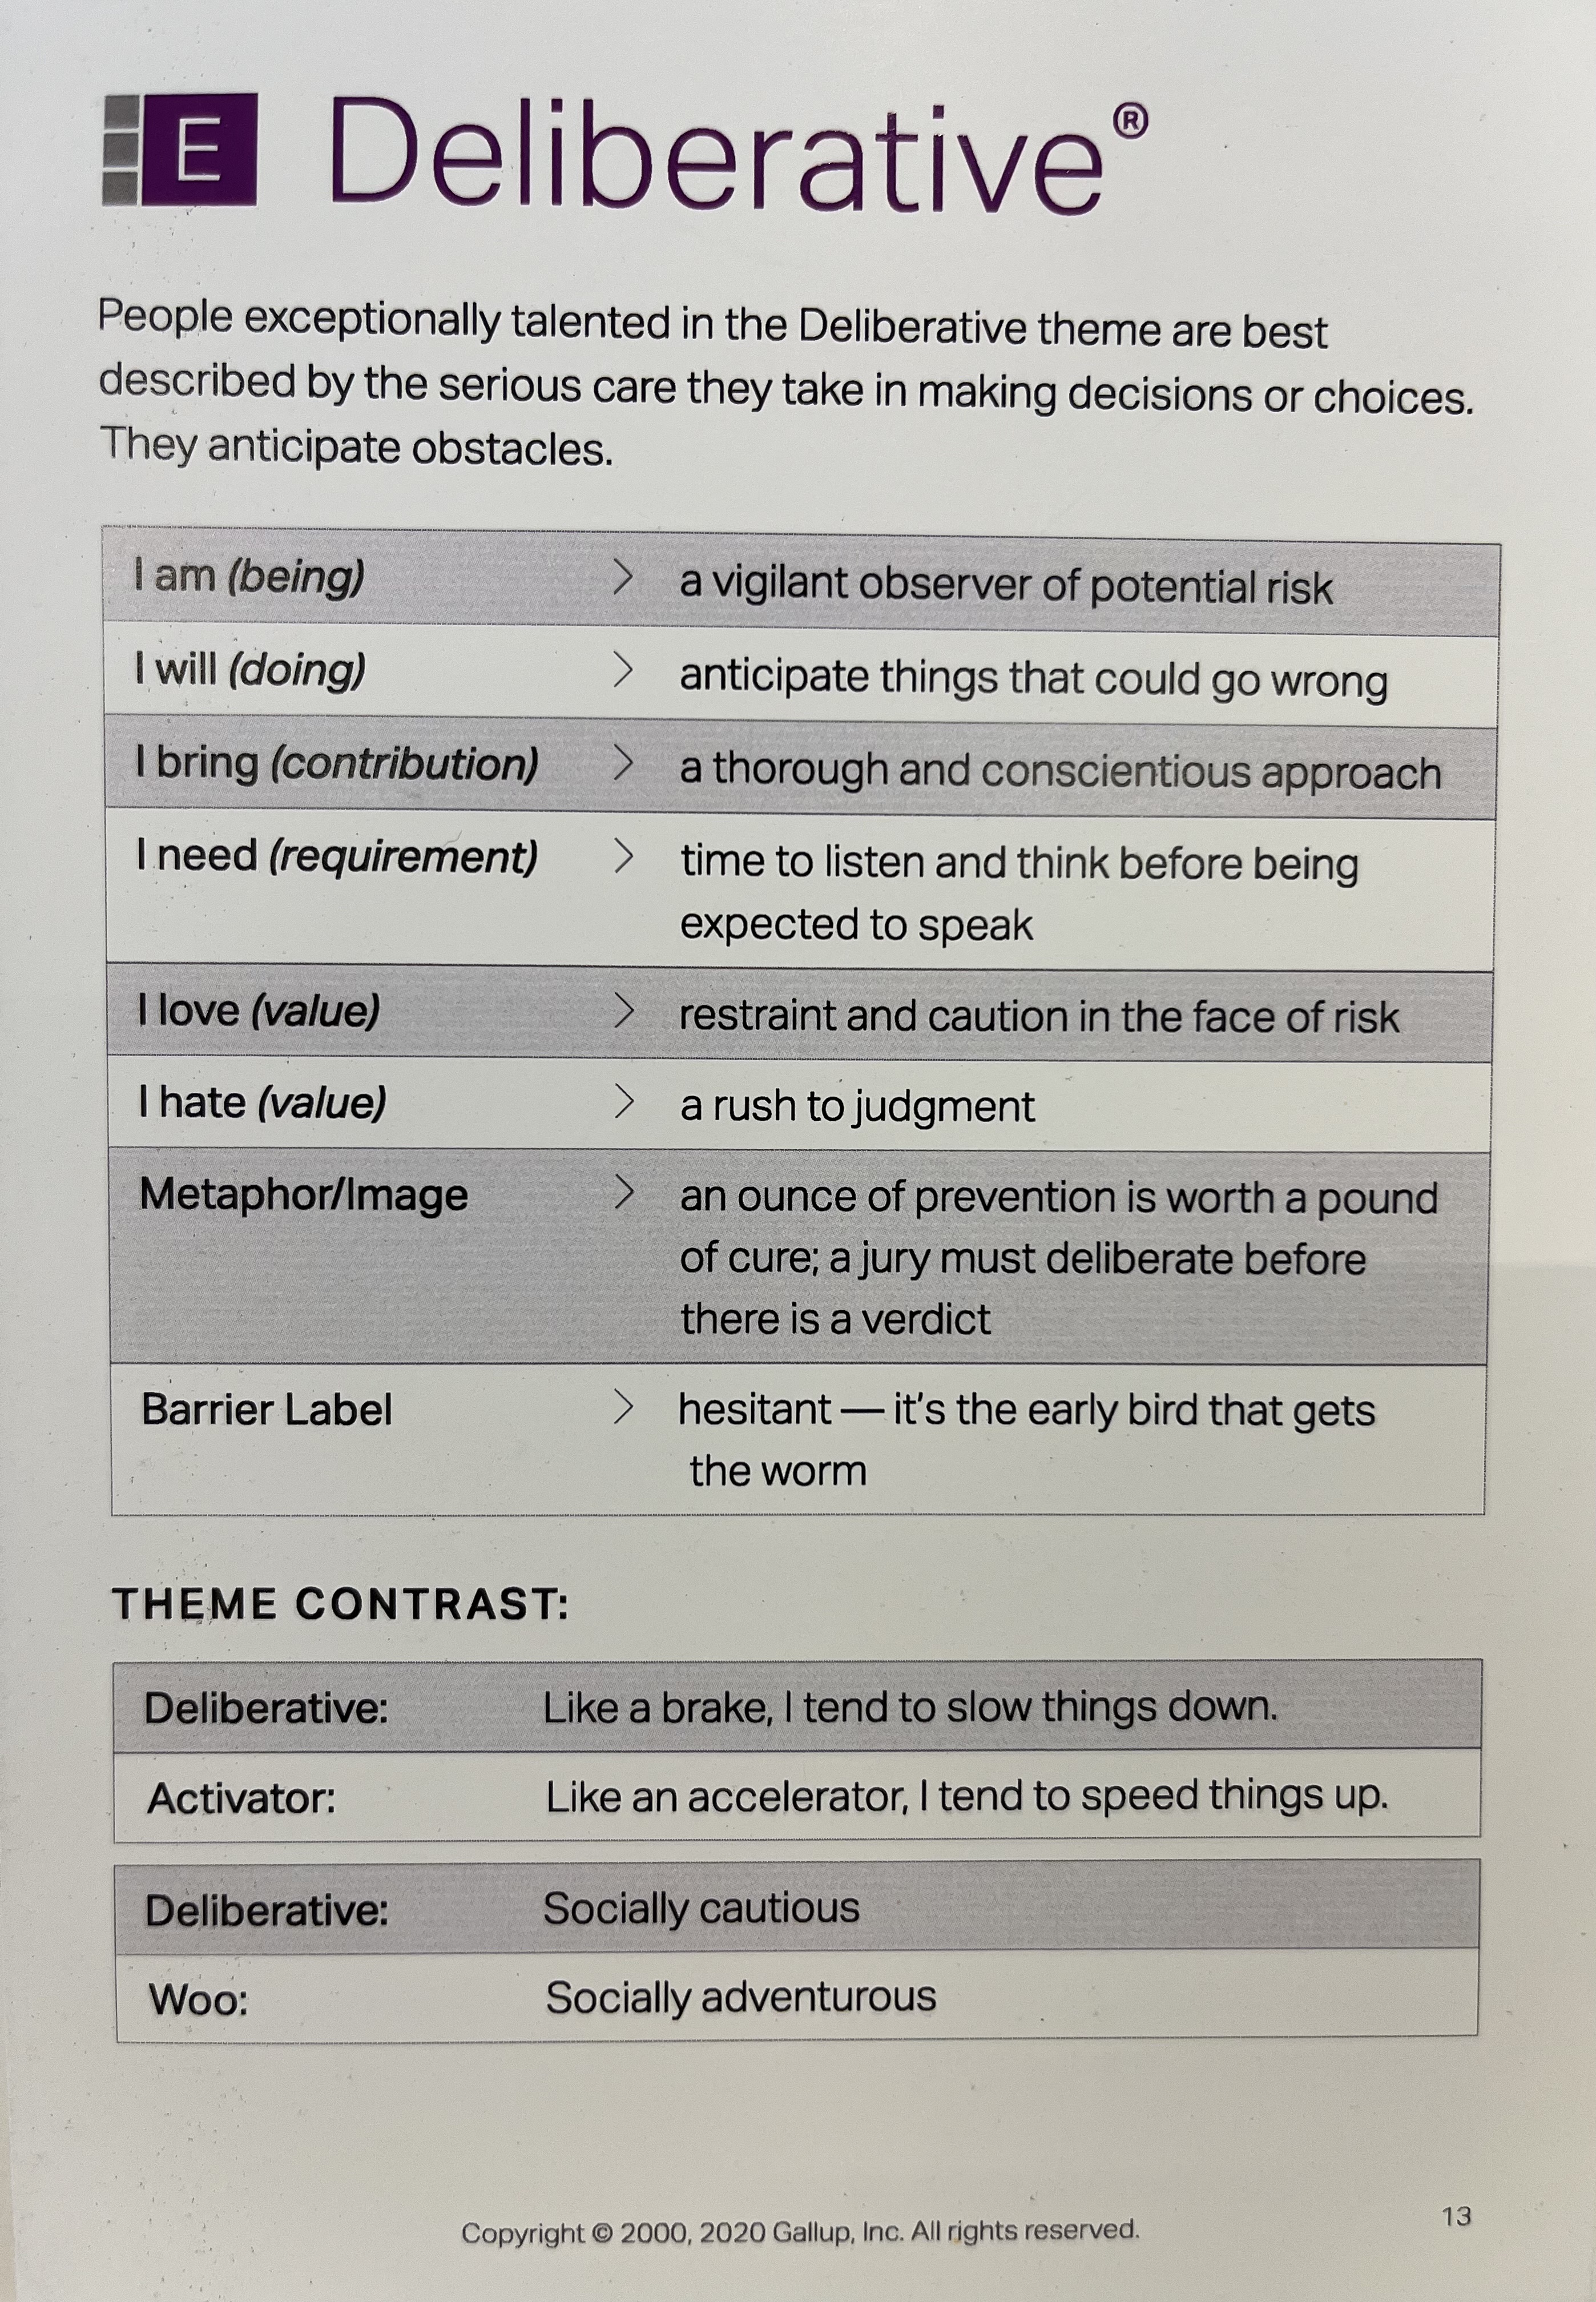 E Deliberative®
People exceptionally talented in the Deliberative theme are best
described by the serious care they take in making decisions or choices.
They anticipate obstacles.
I am (being) > a vigilant observer of potential risk
I will (doing) > anticipate things that could go wrong
I bring (contribution) > a thorough and conscientious approach
I need (requirement) > time to listen and think before being
expected to speak
I love (value) > restraint and caution in the face of risk
I hate (value) > a rush to judgment
Metaphor/Image > an ounce of prevention is worth a pound
of cure; a jury must deliberate before
there is a verdict
Barrier Label > hesitant — it's the early bird that gets
the worm
THEME CONTRAST:
Deliberative: Like a brake, I tend to slow things down.
Activator: Like an accelerator, I tend to speed things up.
Deliberative: Socially cautious
Woo: Socially adventurous
Copyright © 2000, 2020 Gallup, Inc. All rights reserved.
13